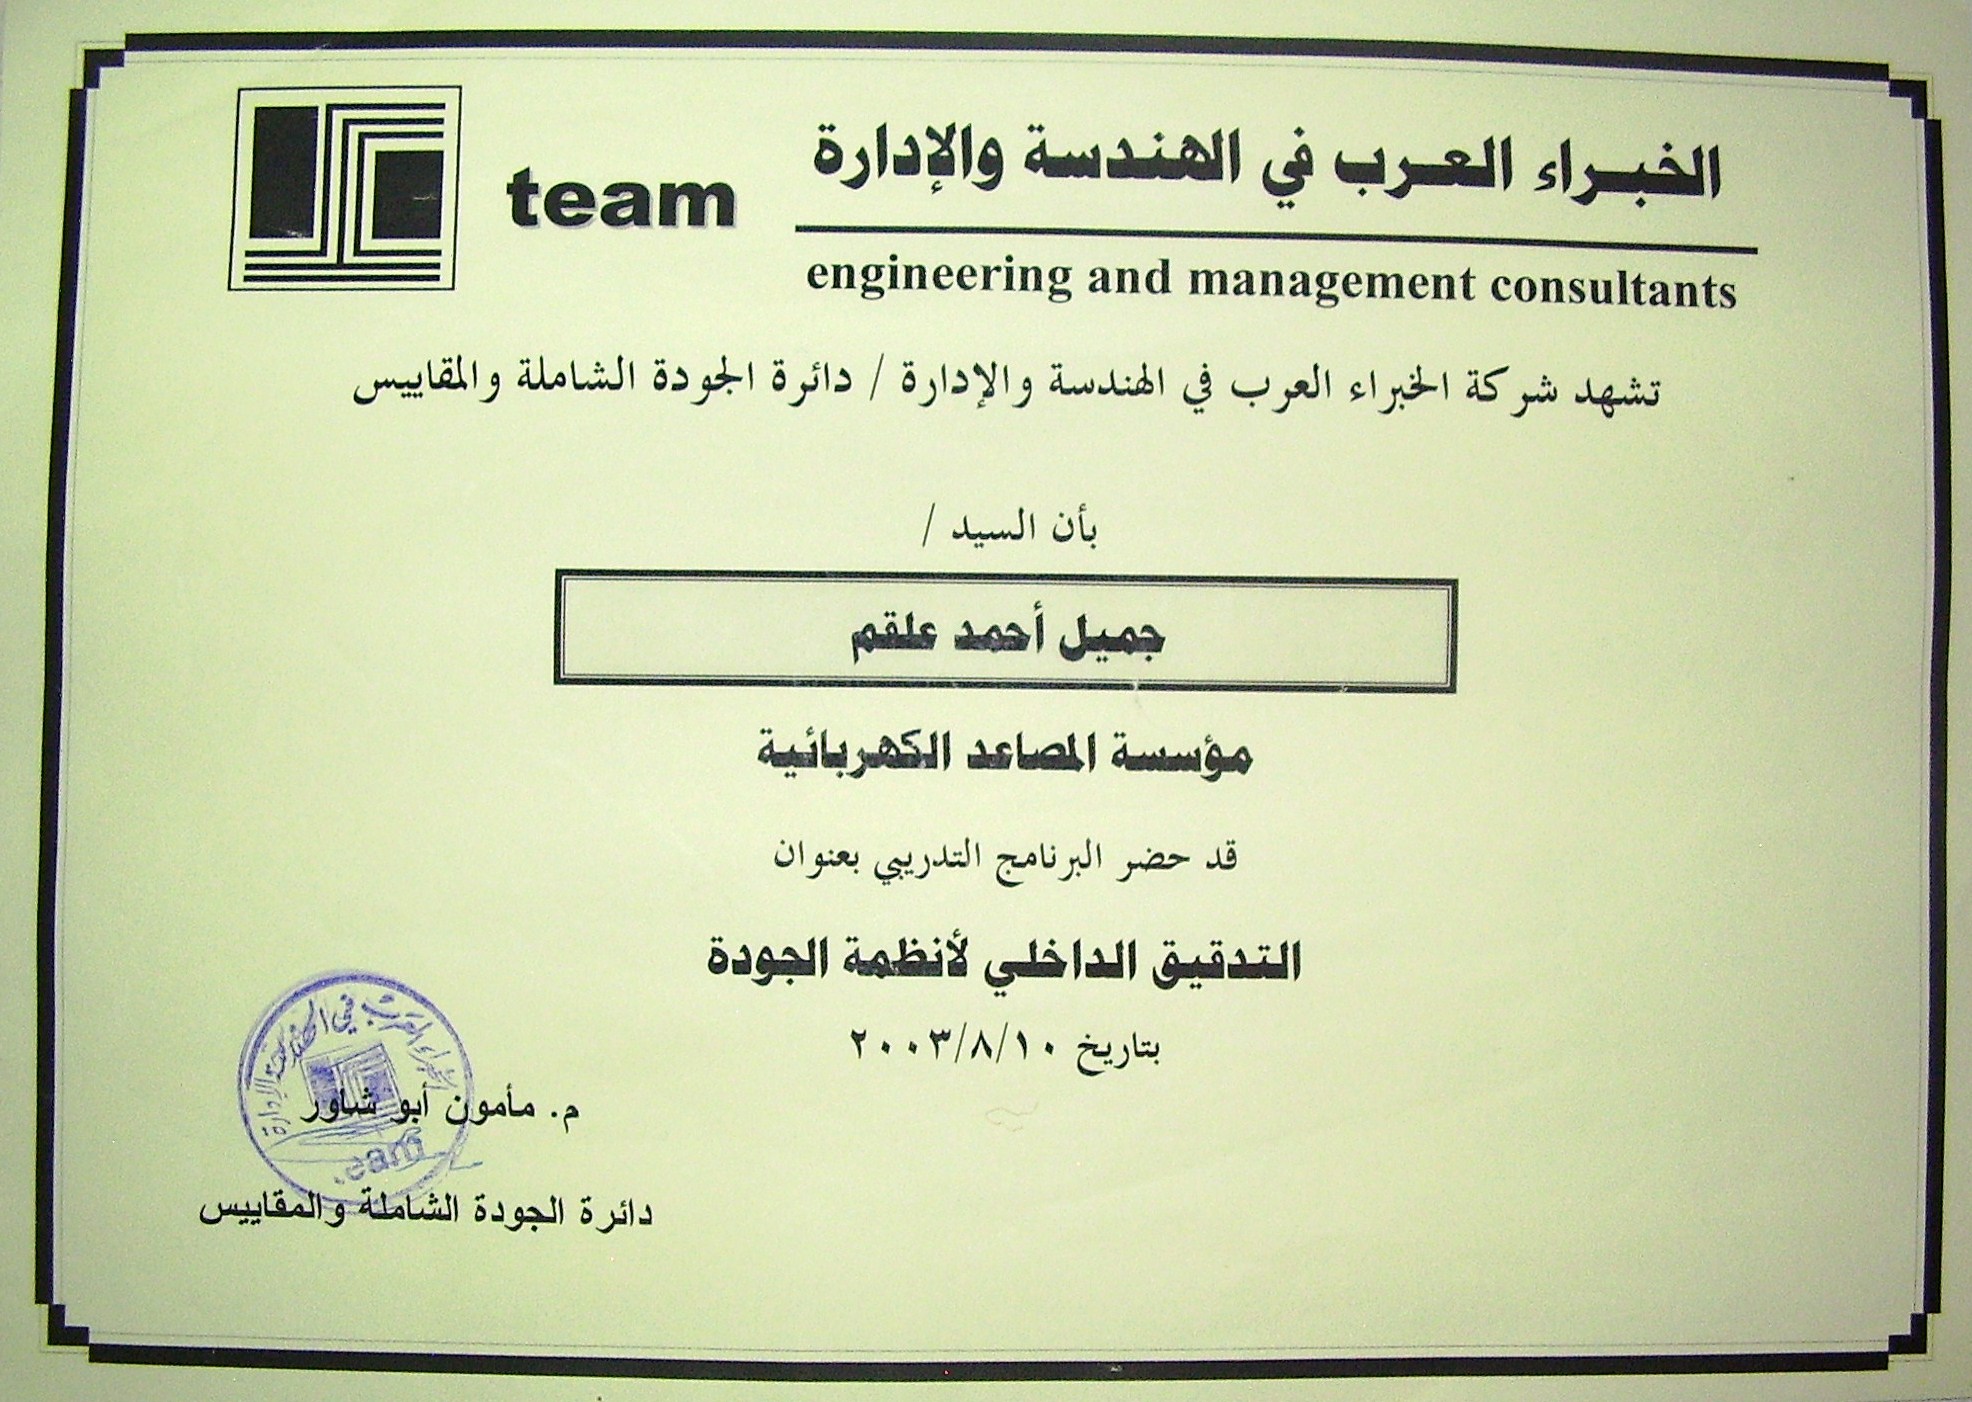 الخبراء العرب في الهندسة والإدارة
team
engineering and management consultants
تشهد شركة الخبراء العرب في الهندسة والإدارة / دائرة الجودة الشاملة والمقاييس
بأن السيد /
جميل أحمد علقم
مؤسسة المصاعد الكهربائية
قد حضر البرنامج التدريبي بعنوان
التدقيق الداخلي لأنظمة الجودة
بتاريخ ٢٠٠٣/٨/١٠
م. مأمون أبو شاور
دائرة الجودة الشاملة والمقاييس
الخبراء العرب في الهندسة والإدارة
team